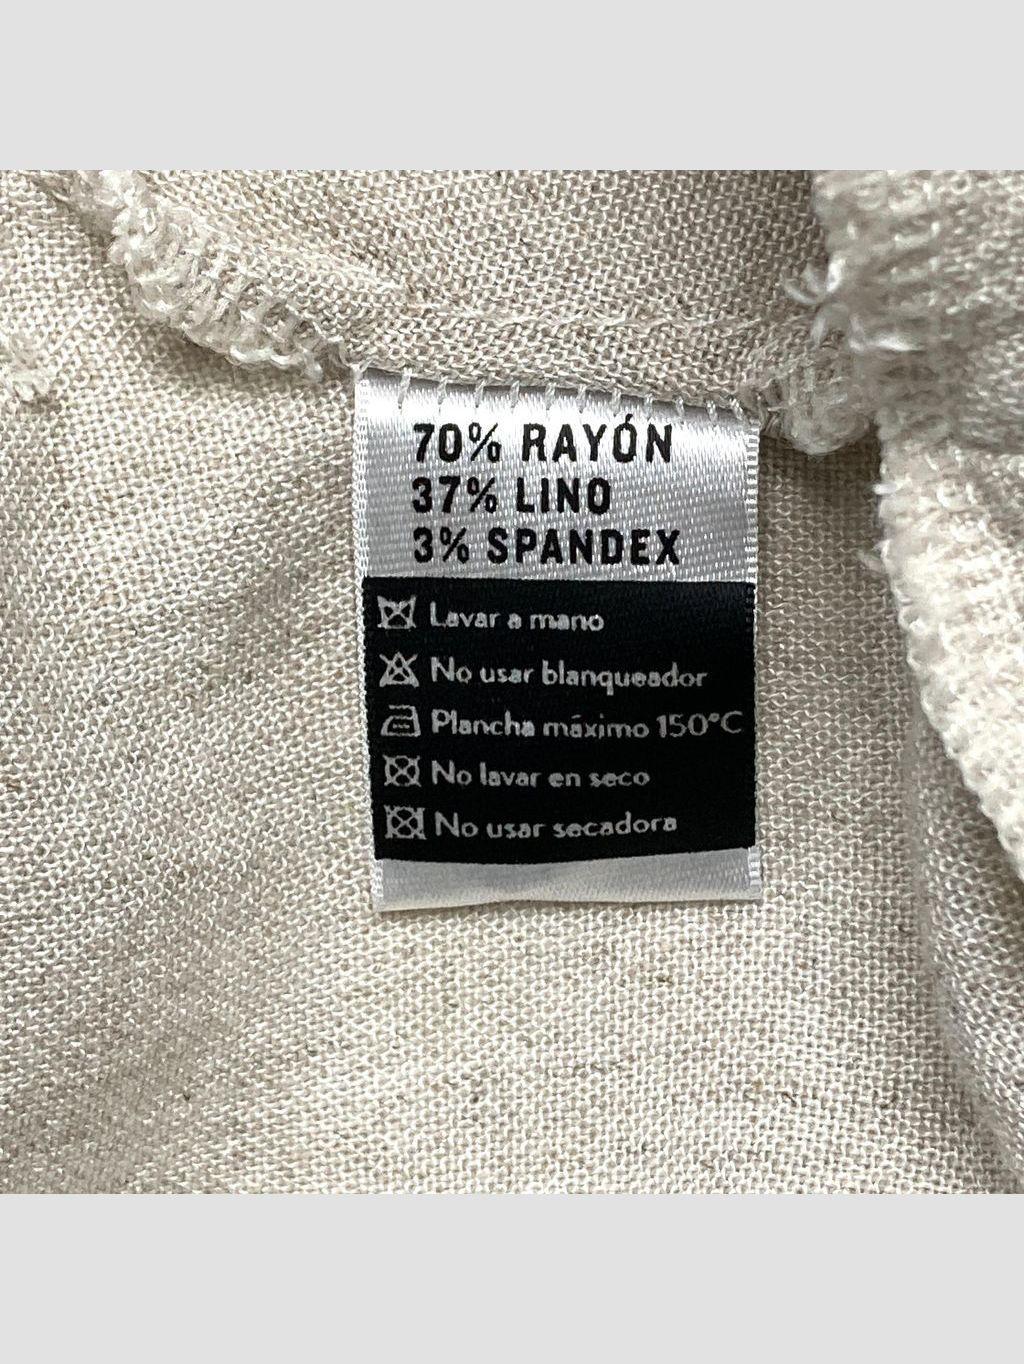 70% RAYÓN
37% LINO
3% SPANDEX
Lavar a mano
No usar blanqueador
Plancha máximo 150°C
No lavar en seco
No usar secadora